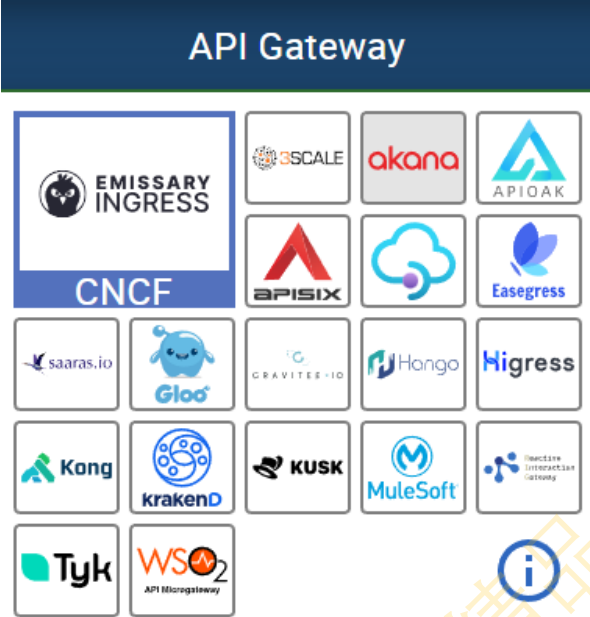 API Gateway
EMISSARY
INGRESS
CNCF
3SCALE
akana
APIOAK
APISIX
Easegress
saaras.io
Gloo
GRAVITEE.IO
Hango
Higress
Kong
KrakenD
KUSK
MuleSoft
Reactive
Interaction
Gateway
Tyk
WSO2
API Microgateway
i